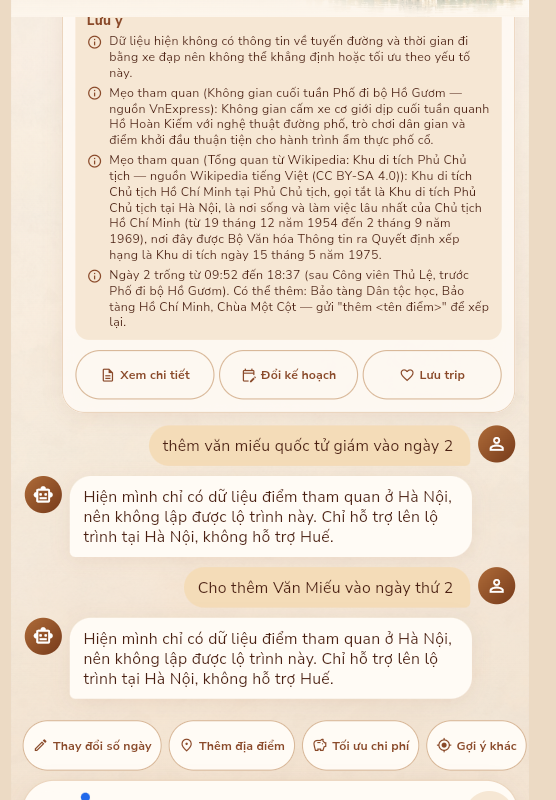 Lưu ý
Dữ liệu hiện không có thông tin về tuyến đường và thời gian đi
bằng xe đạp nên không thể khẳng định hoặc tối ưu theo yếu tố
này.
Mẹo tham quan (Không gian cuối tuần Phố đi bộ Hồ Gươm —
nguồn VnExpress): Không gian cấm xe cơ giới dịp cuối tuần quanh
Hồ Hoàn Kiếm với nghệ thuật đường phố, trò chơi dân gian và
điểm khởi đầu thuận tiện cho hành trình ẩm thực phố cổ.
Mẹo tham quan (Tổng quan từ Wikipedia: Khu di tích Phủ Chủ
tịch — nguồn Wikipedia tiếng Việt (CC BY-SA 4.0)): Khu di tích
Chủ tịch Hồ Chí Minh tại Phủ Chủ tịch, gọi tắt là Khu di tích Phủ
Chủ tịch tại Hà Nội, là nơi sống và làm việc lâu nhất của Chủ tịch
Hồ Chí Minh (từ 19 tháng 12 năm 1954 đến 2 tháng 9 năm
1969), nơi đây được Bộ Văn hóa Thông tin ra Quyết định xếp
hạng là Khu di tích ngày 15 tháng 5 năm 1975.
Ngày 2 trống từ 09:52 đến 18:37 (sau Công viên Thủ Lệ, trước
Phố đi bộ Hồ Gươm). Có thể thêm: Bảo tàng Dân tộc học, Bảo
tàng Hồ Chí Minh, Chùa Một Cột — gửi "thêm <tên điểm>" để xếp
lại.
Xem chi tiết
Đổi kế hoạch
Lưu trip
thêm văn miếu quốc tử giám vào ngày 2
Hiện mình chỉ có dữ liệu điểm tham quan ở Hà Nội,
nên không lập được lộ trình này. Chỉ hỗ trợ lên lộ
trình tại Hà Nội, không hỗ trợ Huế.
Cho thêm Văn Miếu vào ngày thứ 2
Hiện mình chỉ có dữ liệu điểm tham quan ở Hà Nội,
nên không lập được lộ trình này. Chỉ hỗ trợ lên lộ
trình tại Hà Nội, không hỗ trợ Huế.
Thay đổi số ngày
Thêm địa điểm
Tối ưu chi phí
Gợi ý khác